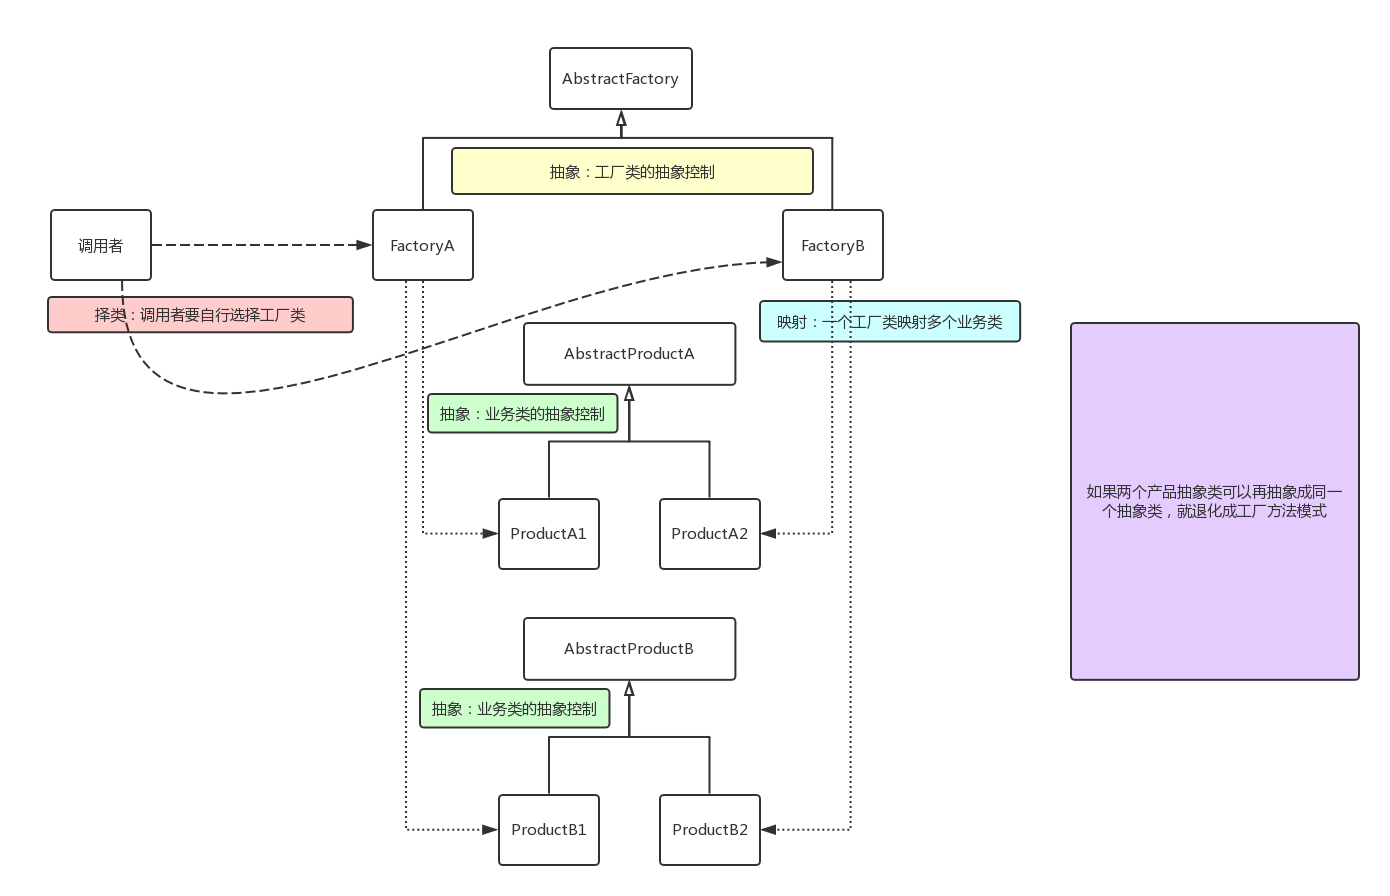 AbstractFactory
抽象：工厂类的抽象控制
调用者
FactoryA
FactoryB
择类：调用者要自行选择工厂类
映射：一个工厂类映射多个业务类
AbstractProductA
抽象：业务类的抽象控制
如果两个产品抽象类可以再抽象成同一
个抽象类，就退化成工厂方法模式
ProductA1
ProductA2
AbstractProductB
抽象：业务类的抽象控制
ProductB1
ProductB2